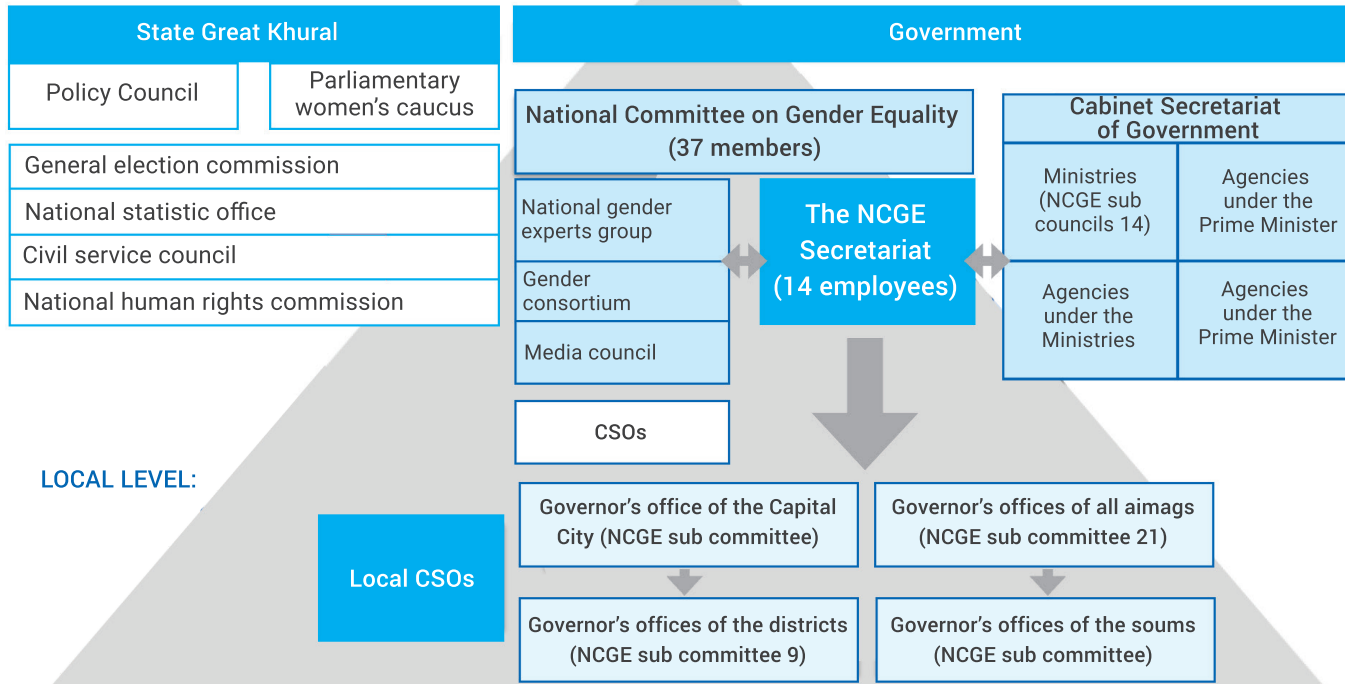 State Great Khural
Policy Council
Parliamentary
women's caucus
General election commission
National statistic office
Civil service council
National human rights commission
Government
National Committee on Gender Equality
(37 members)
National gender
experts group
Gender
consortium
Media council
CSOs
The NCGE
Secretariat
(14 employees)
Cabinet Secretariat
of Government
Ministries
(NCGE sub
councils 14)
Agencies
under the
Prime Minister
Agencies
under the
Ministries
Agencies
under the
Prime Minister
LOCAL LEVEL:
Local CSOs
Governor's office of the Capital
City (NCGE sub committee)
Governor's offices of all aimags
(NCGE sub committee 21)
Governor's offices of the districts
(NCGE sub committee 9)
Governor's offices of the soums
(NCGE sub committee)